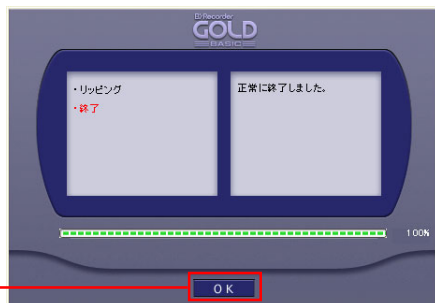 B's Recorder
GOLD
BASIC
・リッピング
・終了
正常に終了しました。
100%
OK